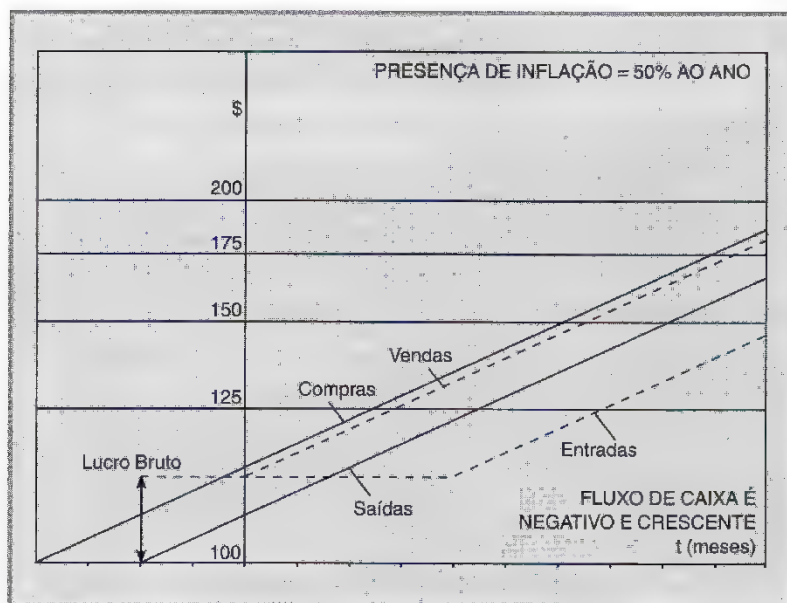 PRESENÇA DE INFLAÇÃO = 50% AO ANO
$
200
175
150
Vendas
Compras
125
Lucro Bruto
Entradas
Saídas
FLUXO DE CAIXA É
NEGATIVO E CRESCENTE
100
t (meses)